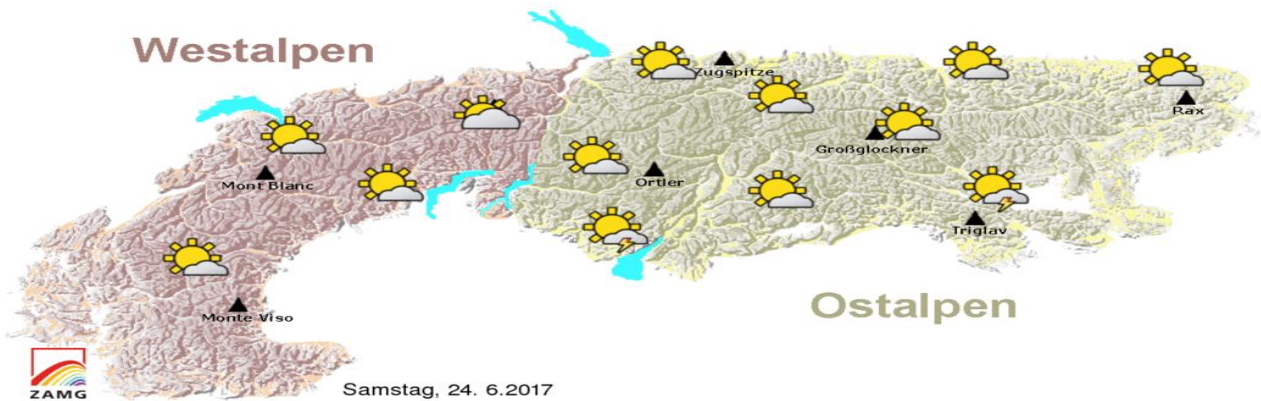 Westalpen
Zugspitze
Rax
Großglockner
Mont Blanc
Ortler
Triglav
Ostalpen
Monte Viso
ZAMG
Samstag, 24. 6.2017